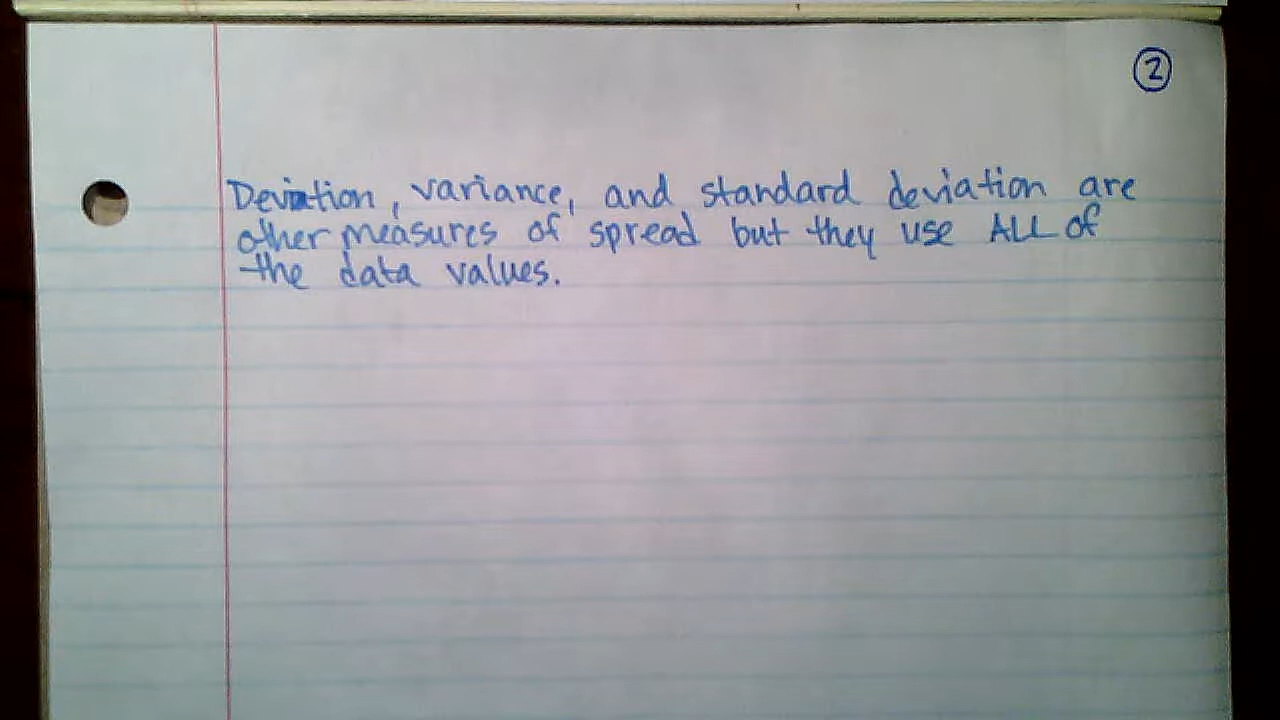 2
Deviation, variance, and standard deviation are
other measures of spread but they use ALL of
the data values.